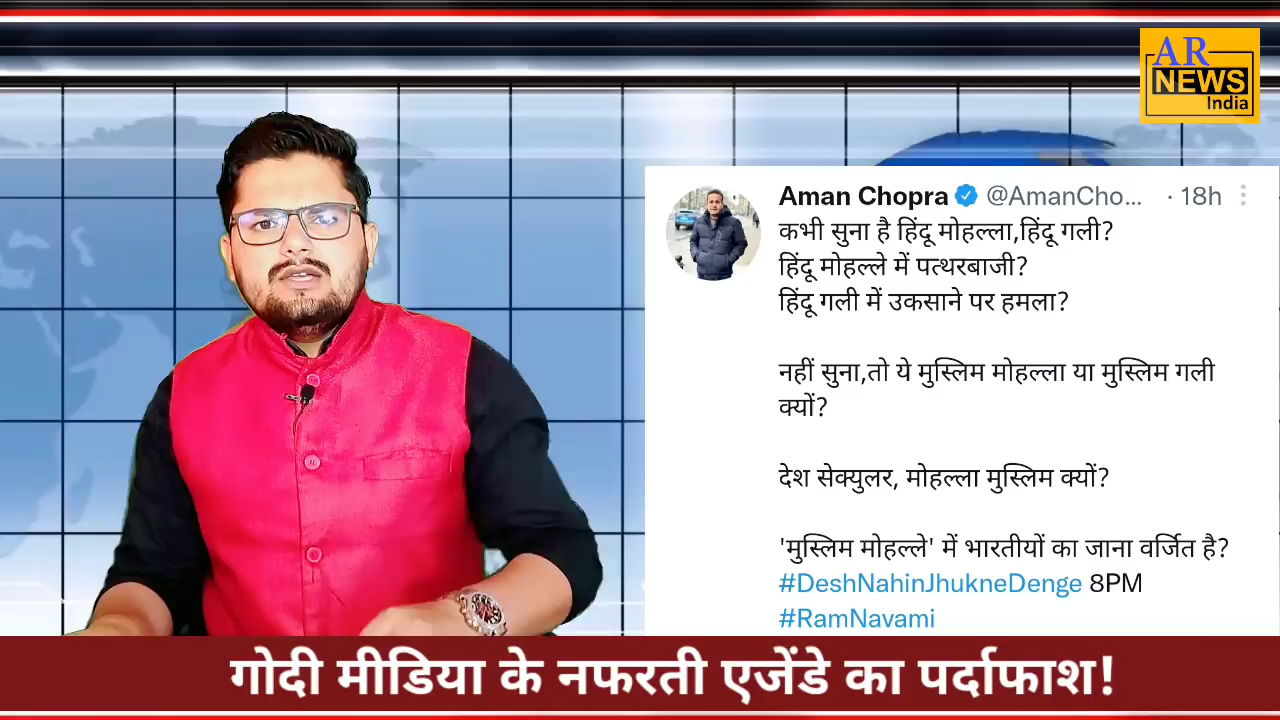 AR
NEWS
India
Aman Chopra @AmanCho... · 18h
कभी सुना है हिंदू मोहल्ला,हिंदू गली?
हिंदू मोहल्ले में पत्थरबाजी?
हिंदू गली में उकसाने पर हमला?
नहीं सुना,तो ये मुस्लिम मोहल्ला या मुस्लिम गली
क्यों?
देश सेक्युलर, मोहल्ला मुस्लिम क्यों?
'मुस्लिम मोहल्ले' में भारतीयों का जाना वर्जित है?
#DeshNahinJhukneDenge 8PM
#RamNavami
गोदी मीडिया के नफरती एजेंडे का पर्दाफाश!